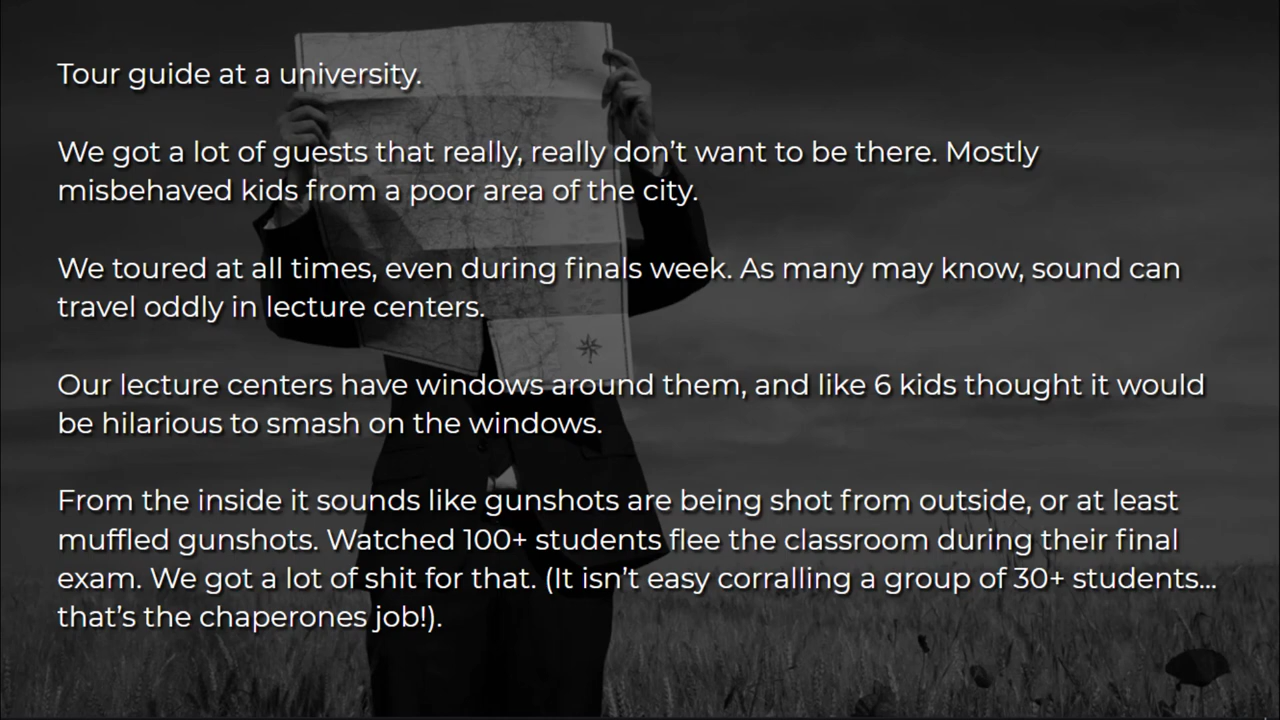 Tour guide at a university.
We got a lot of guests that really, really don’t want to be there. Mostly
misbehaved kids from a poor area of the city.
We toured at all times, even during finals week. As many may know, sound can
travel oddly in lecture centers.
Our lecture centers have windows around them, and like 6 kids thought it would
be hilarious to smash on the windows.
From the inside it sounds like gunshots are being shot from outside, or at least
muffled gunshots. Watched 100+ students flee the classroom during their final
exam. We got a lot of shit for that. (It isn’t easy corralling a group of 30+ students...
that’s the chaperones job!).